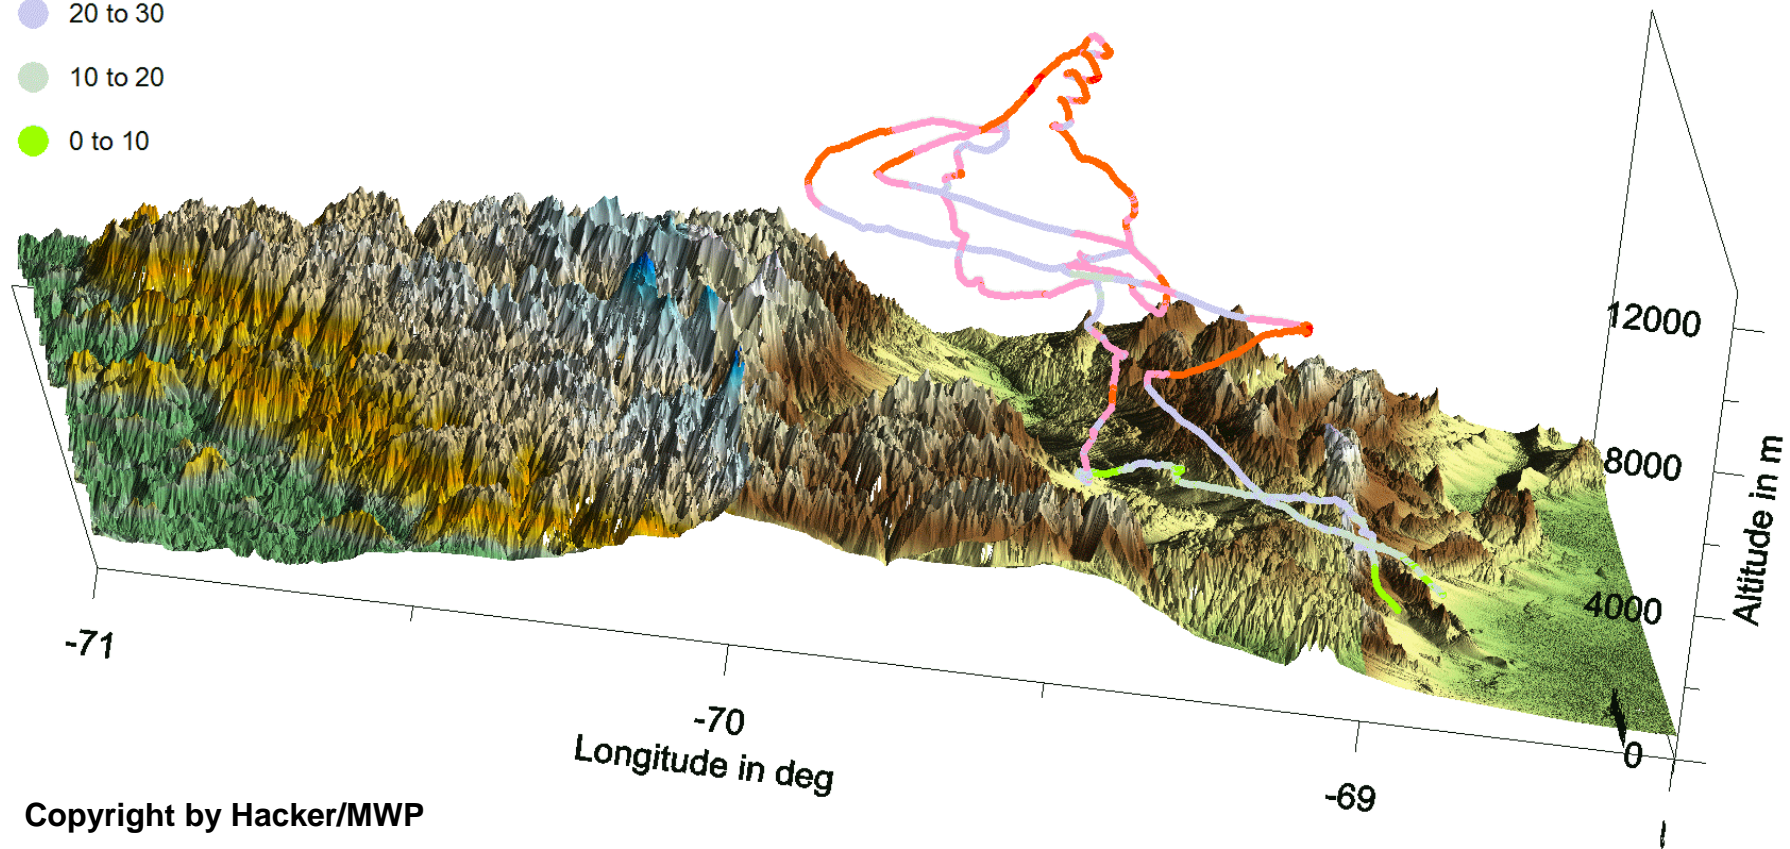 20 to 30
10 to 20
0 to 10
12000
8000
4000
0
Altitude in m
-71
-70
-69
Longitude in deg
Copyright by Hacker/MWP